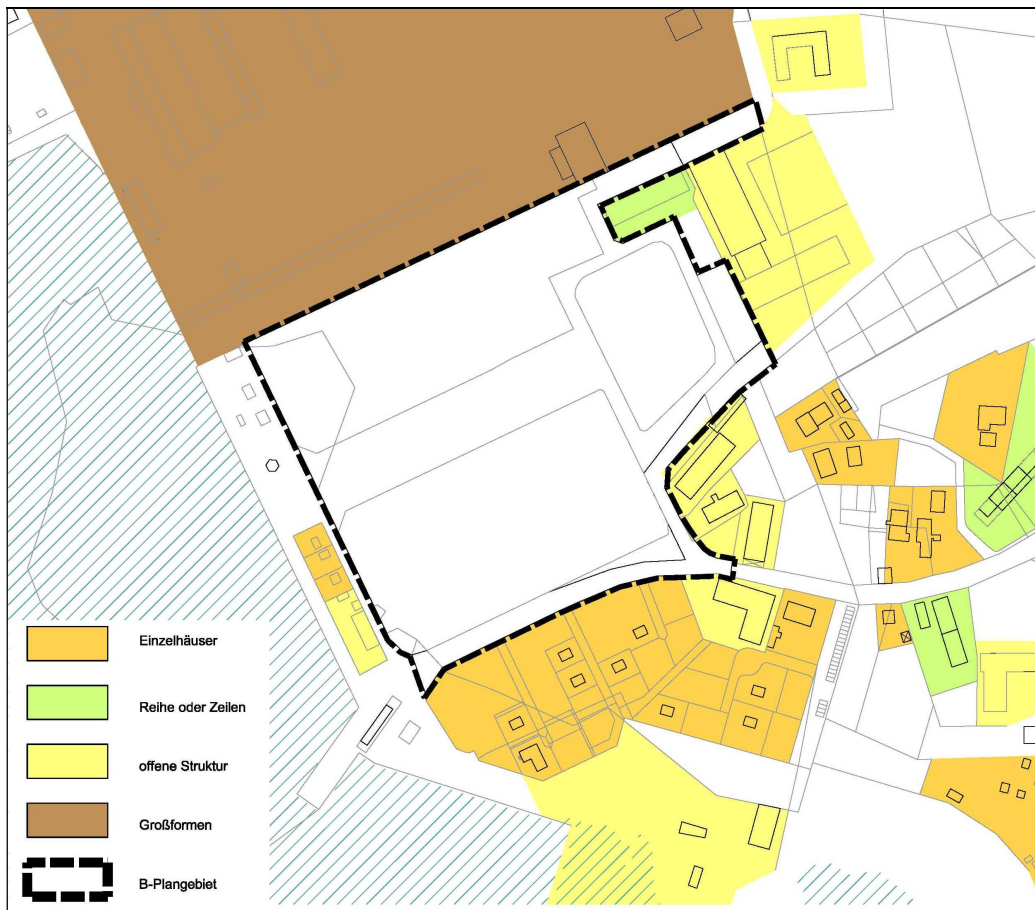 Einzelhäuser
Reihe oder Zeilen
offene Struktur
Großformen
B-Plangebiet